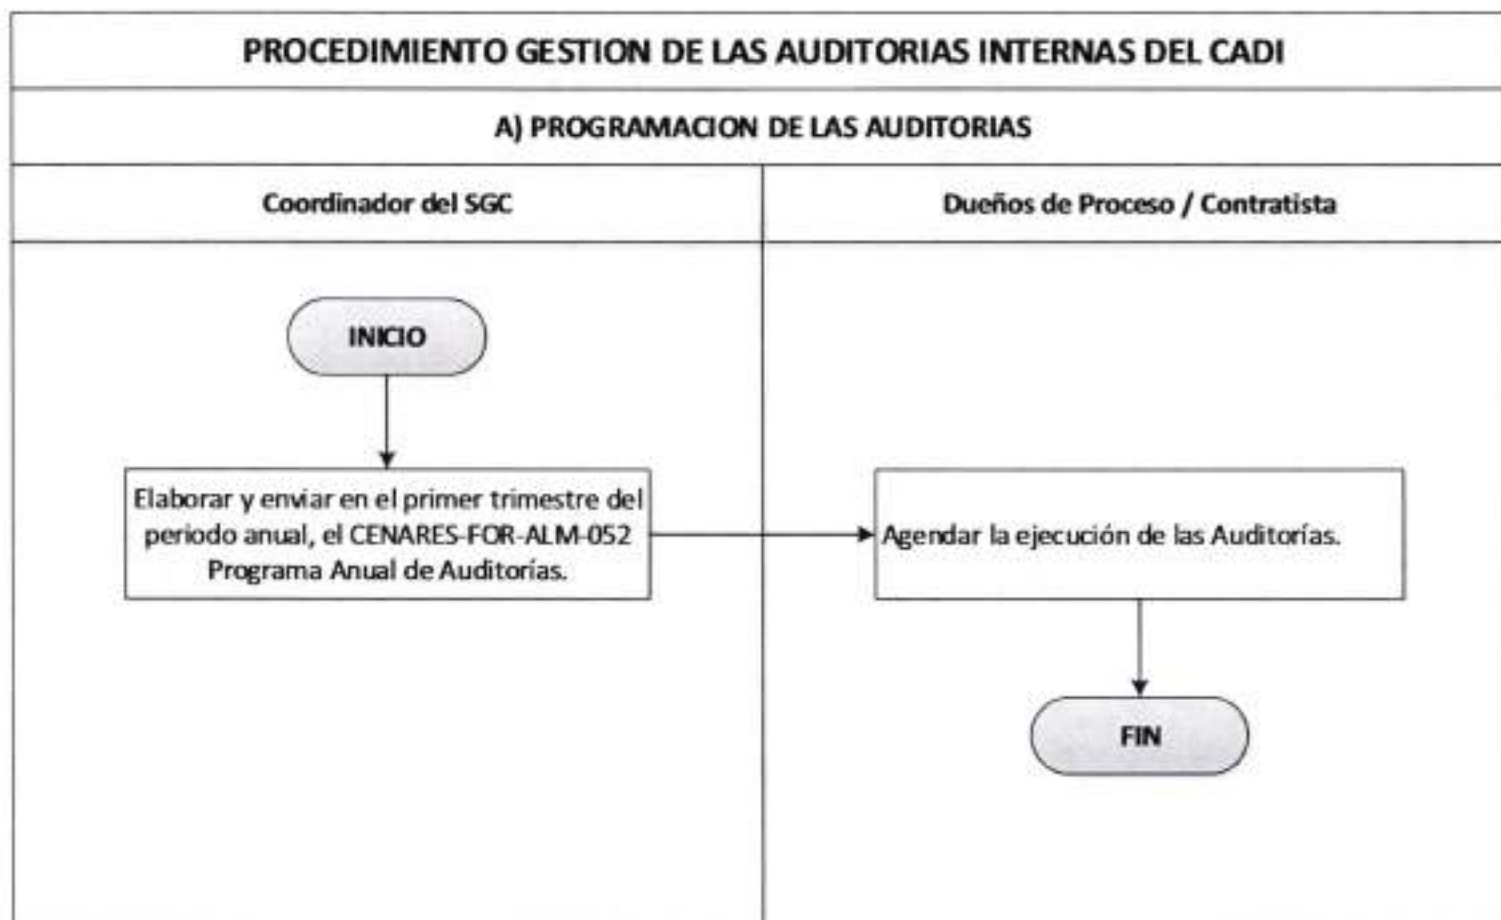 PROCEDIMIENTO GESTION DE LAS AUDITORIAS INTERNAS DEL CADI
A) PROGRAMACION DE LAS AUDITORIAS
Coordinador del SGC
Dueños de Proceso / Contratista
INICIO
Elaborar y enviar en el primer trimestre del
periodo anual, el CENARES-FOR-ALM-052
Programa Anual de Auditorías.
Agendar la ejecución de las Auditorías.
FIN